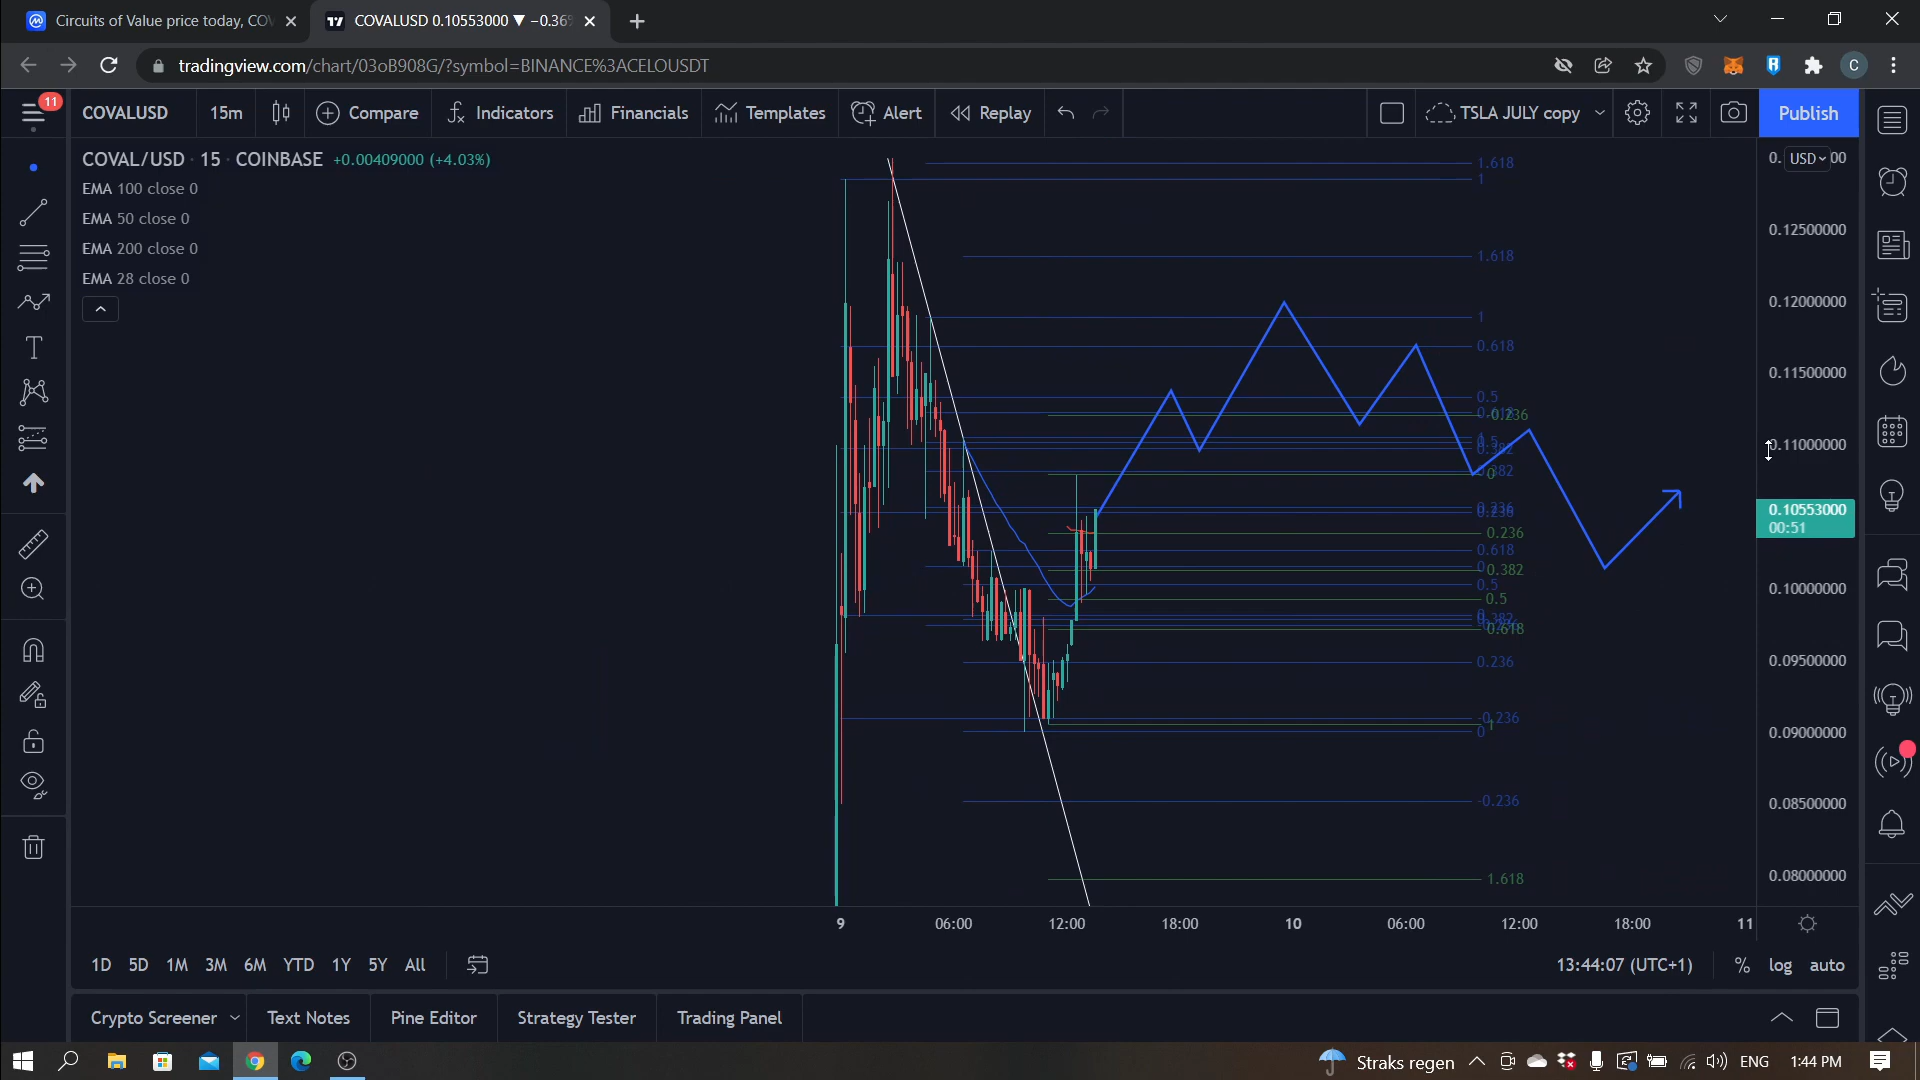 Circuits of Value price today, COV
COVALUSD 0.10553000 ▼ −0.36
tradingview.com/chart/03oB908G/?symbol=BINANCE%3ACELOUSDT
C
11
COVALUSD 15m Compare Indicators Financials Templates Alert Replay TSLA JULY copy Publish
COVAL/USD · 15 · COINBASE +0.00409000 (+4.03%)
EMA 100 close 0
EMA 50 close 0
EMA 200 close 0
EMA 28 close 0
1.618
1
1.618
1
0.618
0.5
-0.236
0
0.236
0.236
0.618
0.382
0.5
0.5
0.618
0.236
-0.236
1
0
-0.236
1.618
USD
0.12500000
0.12000000
0.11500000
0.11000000
0.10553000
00:51
0.10000000
0.09500000
0.09000000
0.08500000
0.08000000
9 06:00 12:00 18:00 10 06:00 12:00 18:00 11
1D 5D 1M 3M 6M YTD 1Y 5Y All 13:44:07 (UTC+1) % log auto
Crypto Screener Text Notes Pine Editor Strategy Tester Trading Panel
Straks regen ENG 1:44 PM